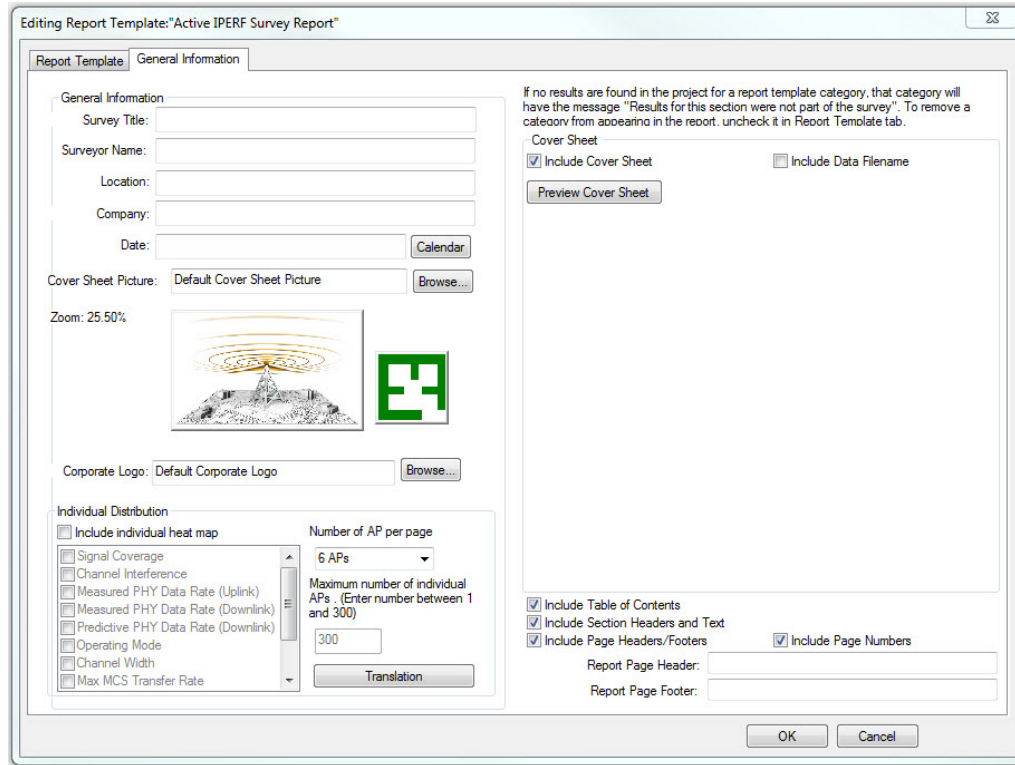 Editing Report Template:"Active IPERF Survey Report"
Report Template
General Information
General Information
Survey Title:
Surveyor Name:
Location:
Company:
Date:
Calendar
Cover Sheet Picture:
Default Cover Sheet Picture
Browse...
Zoom: 25.50%
Corporate Logo:
Default Corporate Logo
Browse...
Individual Distribution
Include individual heat map
Signal Coverage
Channel Interference
Measured PHY Data Rate (Uplink)
Measured PHY Data Rate (Downlink)
Predictive PHY Data Rate (Downlink)
Operating Mode
Channel Width
Max MCS Transfer Rate
Number of AP per page
6 APs
Maximum number of individual
APs . (Enter number between 1
and 300)
300
Translation
If no results are found in the project for a report template category, that category will
have the message "Results for this section were not part of the survey". To remove a
category from appearing in the report, uncheck it in Report Template tab.
Cover Sheet
Include Cover Sheet
Include Data Filename
Preview Cover Sheet
Include Table of Contents
Include Section Headers and Text
Include Page Headers/Footers
Include Page Numbers
Report Page Header:
Report Page Footer:
OK
Cancel